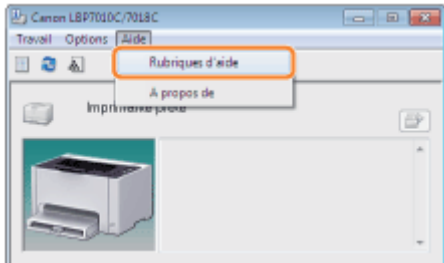 Canon LBP7010C/7018C
Travail Options Aide
Rubriques d'aide
A propos de
Imprimante prête